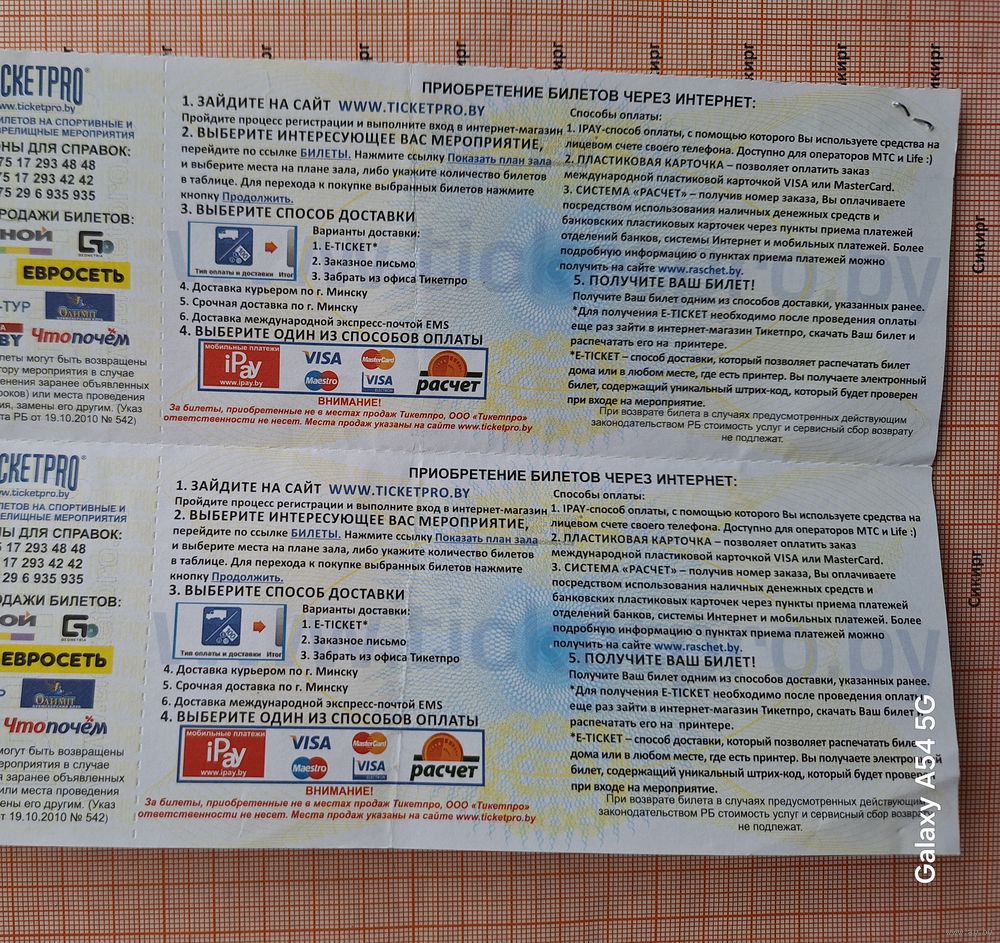 Сикирг
Сикирг
TICKETPRO®
www.ticketpro.by
БИЛЕТОВ НА СПОРТИВНЫЕ И
ЗРЕЛИЩНЫЕ МЕРОПРИЯТИЯ
ДЛЯ СПРАВОК:
75 17 293 48 48
75 17 293 42 42
75 29 6 935 935
БИЛЕТОВ:
GEOMETRIA
ЕВРОСЕТЬ
-ТУР
ОЛИМП
BY
Чтопочём
могут быть возвращены
мероприятия в случае
заранее объявленных
или места проведения
замены его другим. (Указ
РБ от 19.10.2010 № 542)
ПРИОБРЕТЕНИЕ БИЛЕТОВ ЧЕРЕЗ ИНТЕРНЕТ:
1. ЗАЙДИТЕ НА САЙТ WWW.TICKETPRO.BY
Пройдите процесс регистрации и выполните вход в интернет-магазин
2. ВЫБЕРИТЕ ИНТЕРЕСУЮЩЕЕ ВАС МЕРОПРИЯТИЕ,
перейдите по ссылке БИЛЕТЫ. Нажмите ссылку Показать план зала
и выберите места на плане зала, либо укажите количество билетов
в таблице. Для перехода к покупке выбранных билетов нажмите
кнопку Продолжить.
3. ВЫБЕРИТЕ СПОСОБ ДОСТАВКИ
Тип оплаты и доставки Итог
Варианты доставки:
1. E-TICKET*
2. Заказное письмо
3. Забрать из офиса Тикетпро
4. Доставка курьером по г. Минску
5. Срочная доставка по г. Минску
6. Доставка международной экспресс-почтой EMS
4. ВЫБЕРИТЕ ОДИН ИЗ СПОСОБОВ ОПЛАТЫ
мобильные платежи
iPay
www.ipay.by
VISA
MasterCard
Maestro
VISA
ELECTRON
расчет
ВНИМАНИЕ!
За билеты, приобретенные не в местах продаж Тикетпро, ООО «Тикетпро»
ответственности не несет. Места продаж указаны на сайте www.ticketpro.by
Способы оплаты:
1. IPAY-способ оплаты, с помощью которого Вы используете средства на
лицевом счете своего телефона. Доступно для операторов МТС и Life :)
2. ПЛАСТИКОВАЯ КАРТОЧКА – позволяет оплатить заказ
международной пластиковой карточкой VISA или MasterCard.
3. СИСТЕМА «РАСЧЕТ» – получив номер заказа, Вы оплачиваете
посредством использования наличных денежных средств и
банковских пластиковых карточек через пункты приема платежей
отделений банков, системы Интернет и мобильных платежей. Более
подробную информацию о пунктах приема платежей можно
получить на сайте www.raschet.by.
5. ПОЛУЧИТЕ ВАШ БИЛЕТ!
Получите Ваш билет одним из способов доставки, указанных ранее.
*Для получения E-TICKET необходимо после проведения оплаты
еще раз зайти в интернет-магазин Тикетпро, скачать Ваш билет и
распечатать его на принтере.
*E-TICKET – способ доставки, который позволяет распечатать билет
дома или в любом месте, где есть принтер. Вы получаете электронный
билет, содержащий уникальный штрих-код, который будет проверен
при входе на мероприятие.
При возврате билета в случаях предусмотренных действующим
законодательством РБ стоимость услуг и сервисный сбор возврату
не подлежат.
TICKETPRO®
www.ticketpro.by
БИЛЕТОВ НА СПОРТИВНЫЕ И
ЗРЕЛИЩНЫЕ МЕРОПРИЯТИЯ
ДЛЯ СПРАВОК:
5 17 293 48 48
17 293 42 42
29 6 935 935
БИЛЕТОВ:
GEOMETRIA
ЕВРОСЕТЬ
ОЛИМП
Чтопочём
могут быть возвращены
мероприятия в случае
заранее объявленных
или места проведения
его другим. (Указ
от 19.10.2010 № 542)
ПРИОБРЕТЕНИЕ БИЛЕТОВ ЧЕРЕЗ ИНТЕРНЕТ:
1. ЗАЙДИТЕ НА САЙТ WWW.TICKETPRO.BY
Пройдите процесс регистрации и выполните вход в интернет-магазин
2. ВЫБЕРИТЕ ИНТЕРЕСУЮЩЕЕ ВАС МЕРОПРИЯТИЕ,
перейдите по ссылке БИЛЕТЫ. Нажмите ссылку Показать план зала
и выберите места на плане зала, либо укажите количество билетов
в таблице. Для перехода к покупке выбранных билетов нажмите
кнопку Продолжить.
3. ВЫБЕРИТЕ СПОСОБ ДОСТАВКИ
Тип оплаты и доставки Итог
Варианты доставки:
1. E-TICKET*
2. Заказное письмо
3. Забрать из офиса Тикетпро
4. Доставка курьером по г. Минску
5. Срочная доставка по г. Минску
6. Доставка международной экспресс-почтой EMS
4. ВЫБЕРИТЕ ОДИН ИЗ СПОСОБОВ ОПЛАТЫ
мобильные платежи
iPay
www.ipay.by
VISA
MasterCard
Maestro
VISA
ELECTRON
расчет
ВНИМАНИЕ!
За билеты, приобретенные не в местах продаж Тикетпро, ООО «Тикетпро»
ответственности не несет. Места продаж указаны на сайте www.ticketpro.by
Способы оплаты:
1. IPAY-способ оплаты, с помощью которого Вы используете средства на
лицевом счете своего телефона. Доступно для операторов МТС и Life :)
2. ПЛАСТИКОВАЯ КАРТОЧКА – позволяет оплатить заказ
международной пластиковой карточкой VISA или MasterCard.
3. СИСТЕМА «РАСЧЕТ» – получив номер заказа, Вы оплачиваете
посредством использования наличных денежных средств и
банковских пластиковых карточек через пункты приема платежей
отделений банков, системы Интернет и мобильных платежей. Более
подробную информацию о пунктах приема платежей можно
получить на сайте www.raschet.by.
5. ПОЛУЧИТЕ ВАШ БИЛЕТ!
Получите Ваш билет одним из способов доставки, указанных ранее.
*Для получения E-TICKET необходимо после проведения оплаты
еще раз зайти в интернет-магазин Тикетпро, скачать Ваш билет и
распечатать его на принтере.
*E-TICKET – способ доставки, который позволяет распечатать билет
дома или в любом месте, где есть принтер. Вы получаете электронный
билет, содержащий уникальный штрих-код, который будет проверен
при входе на мероприятие.
При возврате билета в случаях предусмотренных действующим
законодательством РБ стоимость услуг и сервисный сбор возврату
не подлежат.
Galaxy A54 5G